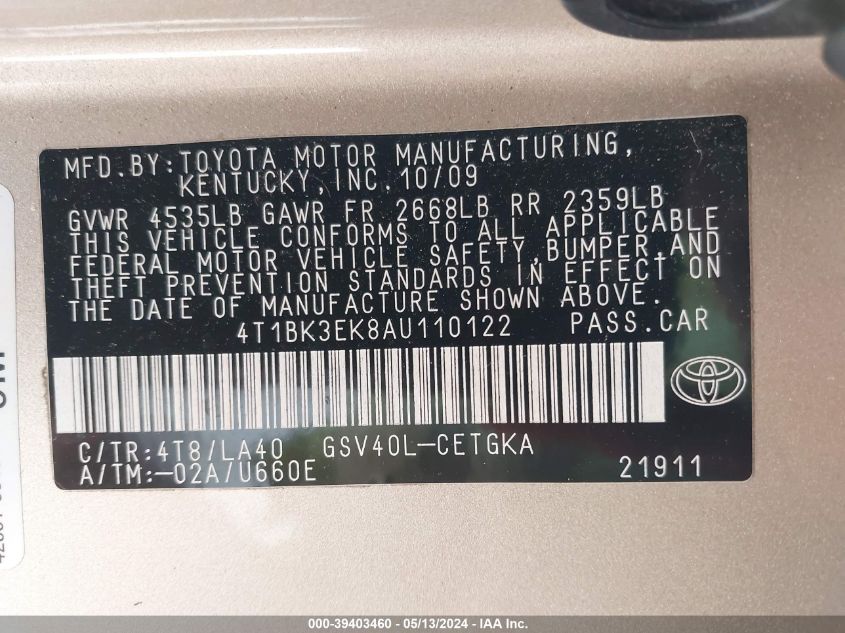 MFD.BY:TOYOTA MOTOR MANUFACTURING,
KENTUCKY,INC.10/09
GVWR 4535LB GAWR FR 2668LB RR 2359LB
THIS VEHICLE CONFORMS TO ALL APPLICABLE
FEDERAL MOTOR VEHICLE SAFETY,BUMPER,AND
THEFT PREVENTION STANDARDS IN EFFECT ON
THE DATE OF MANUFACTURE SHOWN ABOVE.
4T1BK3EK8AU110122 PASS.CAR
C/TR:4T8/LA40 GSV40L-CETGKA
A/TM:-02A/U660E 21911
000-39403460 - 05/13/2024 - IAA Inc.